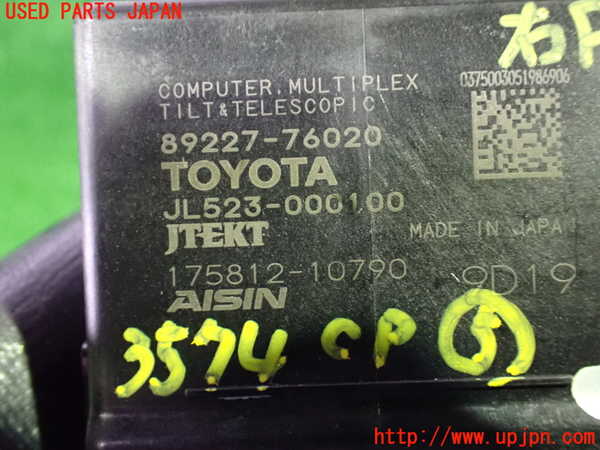 USED PARTS JAPAN
右P
COMPUTER, MULTIPLEX
TILT & TELESCOPIC
0375003051986906
89227-76020
TOYOTA
JL523-000100
JTEKT
MADE IN JAPAN
175812-10790
9D19
AISIN
3574 CP
http://www.upjpn.com